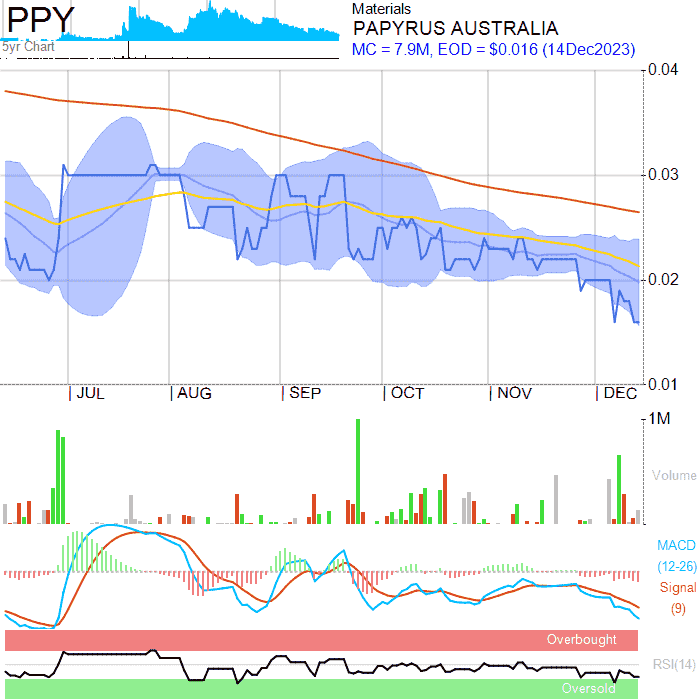 PPY
5yr Chart
Materials
PAPYRUS AUSTRALIA
MC = 7.9M, EOD = $0.016 (14Dec2023)
0.04
0.03
0.02
0.01
JUL AUG SEP OCT NOV DEC
1M
Volume
MACD
(12-26)
Signal
(9)
Overbought
RSI(14)
Oversold